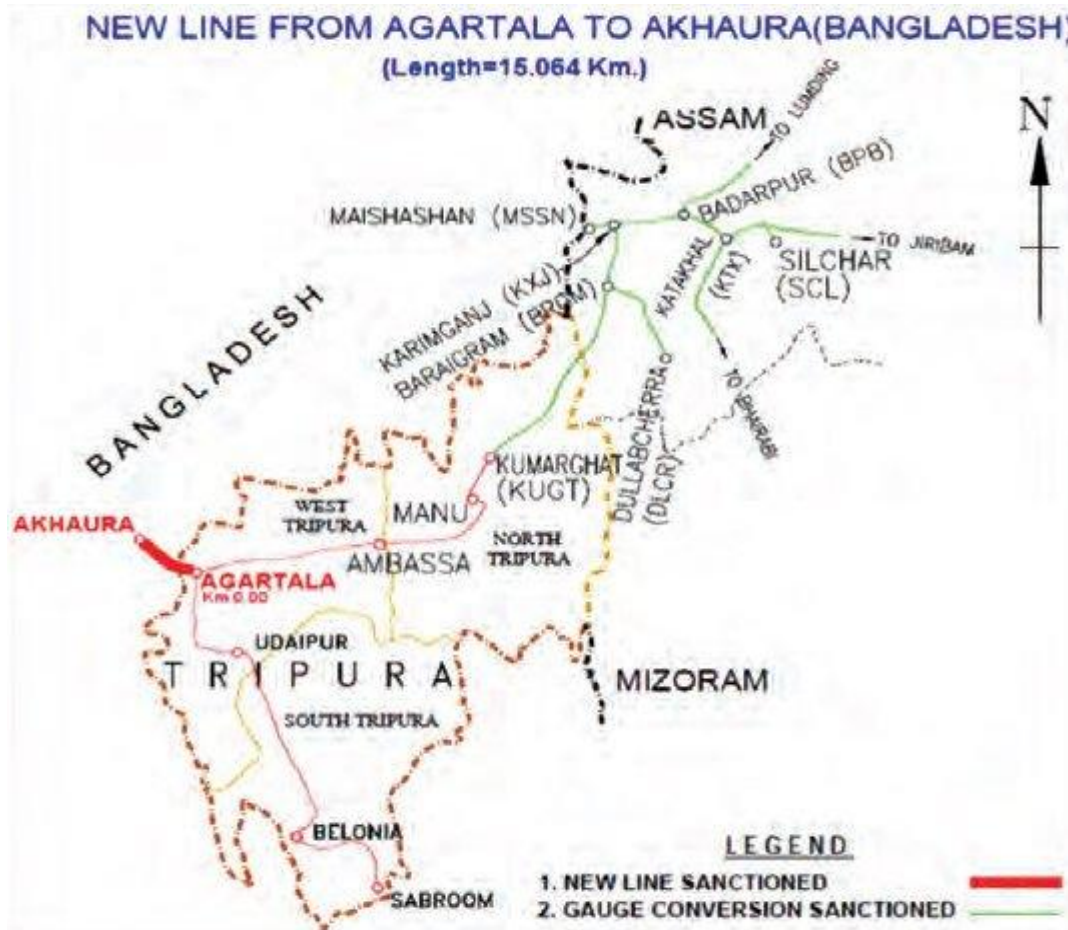 NEW LINE FROM AGARTALA TO AKHAURA(BANGLADESH)
(Length=15.064 Km.)
ASSAM
TO LUMDING
N
BADARPUR (BPB)
MAISHASHAN (MSSN)
KATAKHAL
(KTX)
TO JIRIBAM
SILCHAR
(SCL)
KARIMGANJ (KXJ)
BARAIGRAM (BRGM)
BANGLADESH
TO BHAIRABI
DULLABCHERRA
(DLCR)
KUMARGHAT
(KUGT)
WEST
TRIPURA
MANU
NORTH
TRIPURA
AKHAURA
AMBASSA
AGARTALA
Km 0.00
UDAIPUR
TRIPURA
MIZORAM
SOUTH TRIPURA
BELONIA
SABROOM
LEGEND
1. NEW LINE SANCTIONED
2. GAUGE CONVERSION SANCTIONED